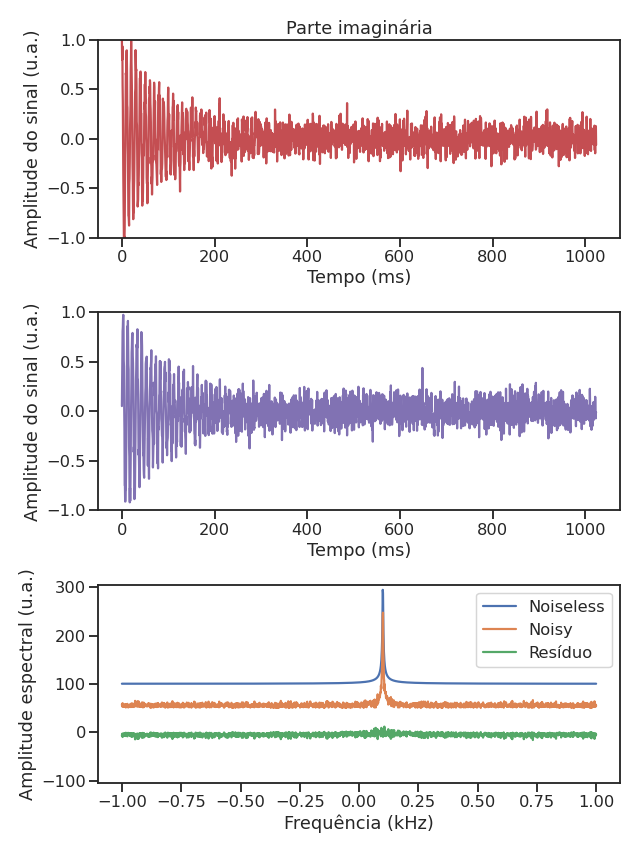 Parte imaginária
Amplitude do sinal (u.a.)
1.0
0.5
0.0
−0.5
−1.0
0 200 400 600 800 1000
Tempo (ms)
Amplitude do sinal (u.a.)
1.0
0.5
0.0
−0.5
−1.0
0 200 400 600 800 1000
Tempo (ms)
Amplitude espectral (u.a.)
300
200
100
0
−100
Noiseless
Noisy
Resíduo
−1.00 −0.75 −0.50 −0.25 0.00 0.25 0.50 0.75 1.00
Frequência (kHz)